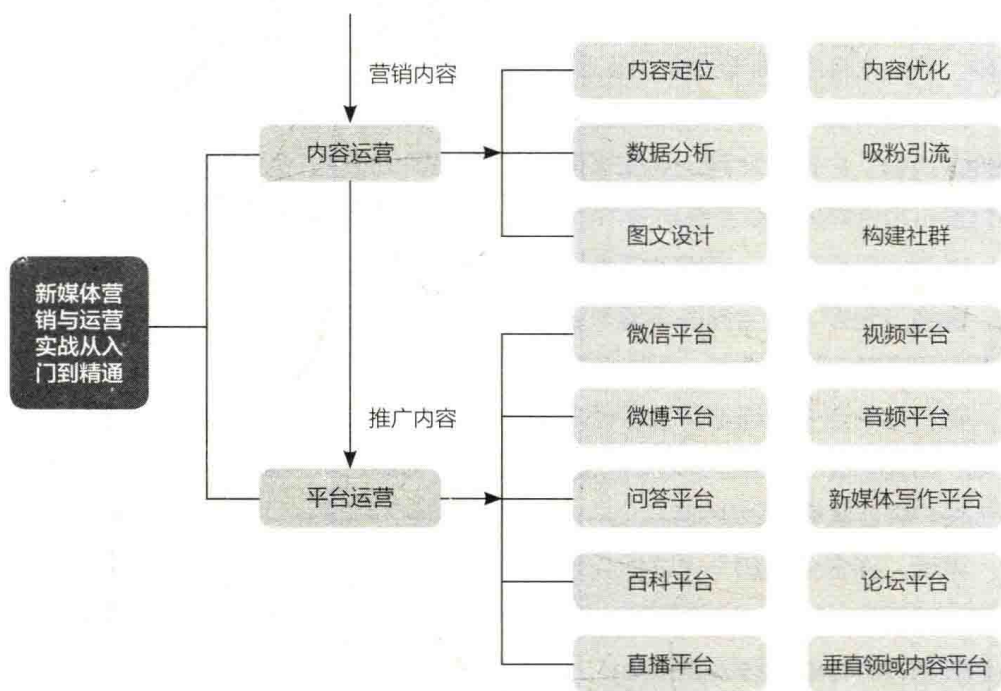 营销内容
内容定位 内容优化
内容运营
数据分析 吸粉引流
图文设计 构建社群
新媒体营
销与运营
实战从入
门到精通
微信平台 视频平台
推广内容
微博平台 音频平台
平台运营
问答平台 新媒体写作平台
百科平台 论坛平台
直播平台 垂直领域内容平台